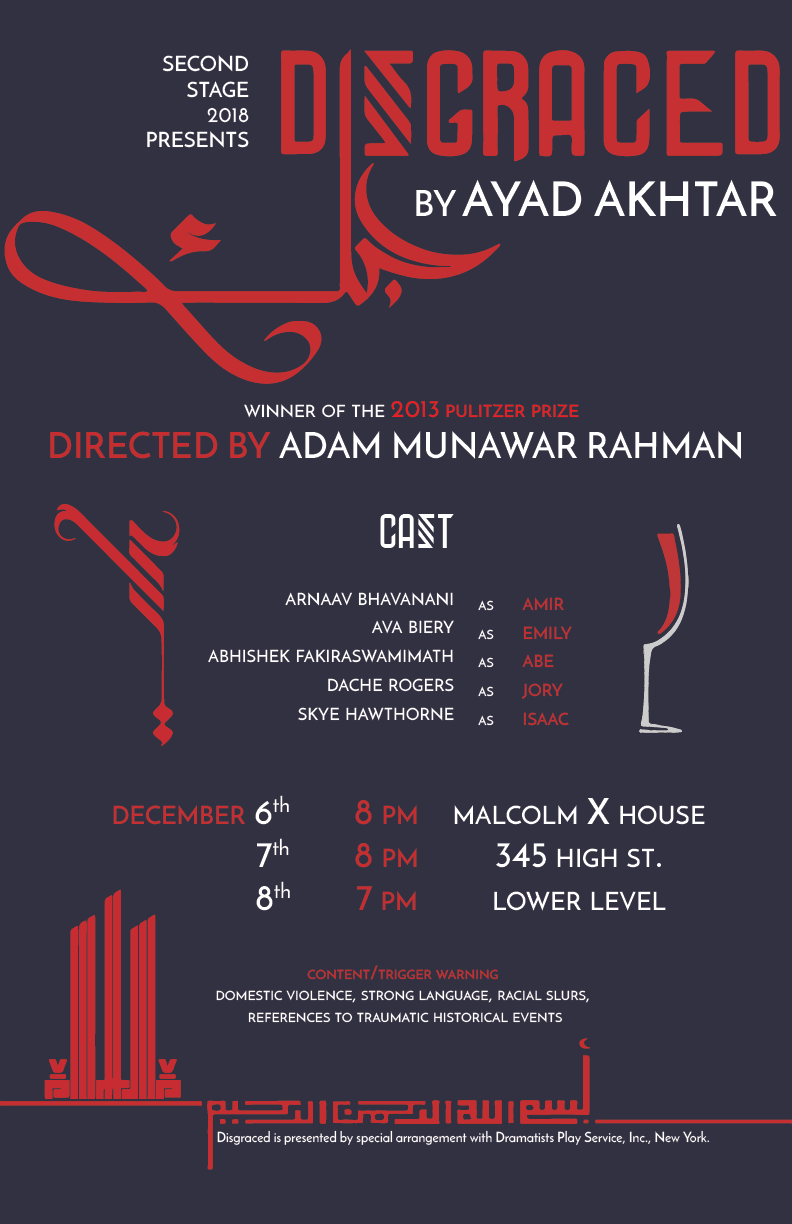 SECOND
STAGE
2018
PRESENTS
DISGRACED
BY AYAD AKHTAR
WINNER OF THE 2013 PULITZER PRIZE
DIRECTED BY ADAM MUNAWAR RAHMAN
CAST
ARNAAV BHAVANANI AS AMIR
AVA BIERY AS EMILY
ABHISHEK FAKIRASWAMIMATH AS ABE
DACHE ROGERS AS JORY
SKYE HAWTHORNE AS ISAAC
DECEMBER 6th 8 PM MALCOLM X HOUSE
7th 8 PM 345 HIGH ST.
8th 7 PM LOWER LEVEL
CONTENT/TRIGGER WARNING
DOMESTIC VIOLENCE, STRONG LANGUAGE, RACIAL SLURS,
REFERENCES TO TRAUMATIC HISTORICAL EVENTS
بسم الله الرحمن الرحيم
Disgraced is presented by special arrangement with Dramatists Play Service, Inc., New York.